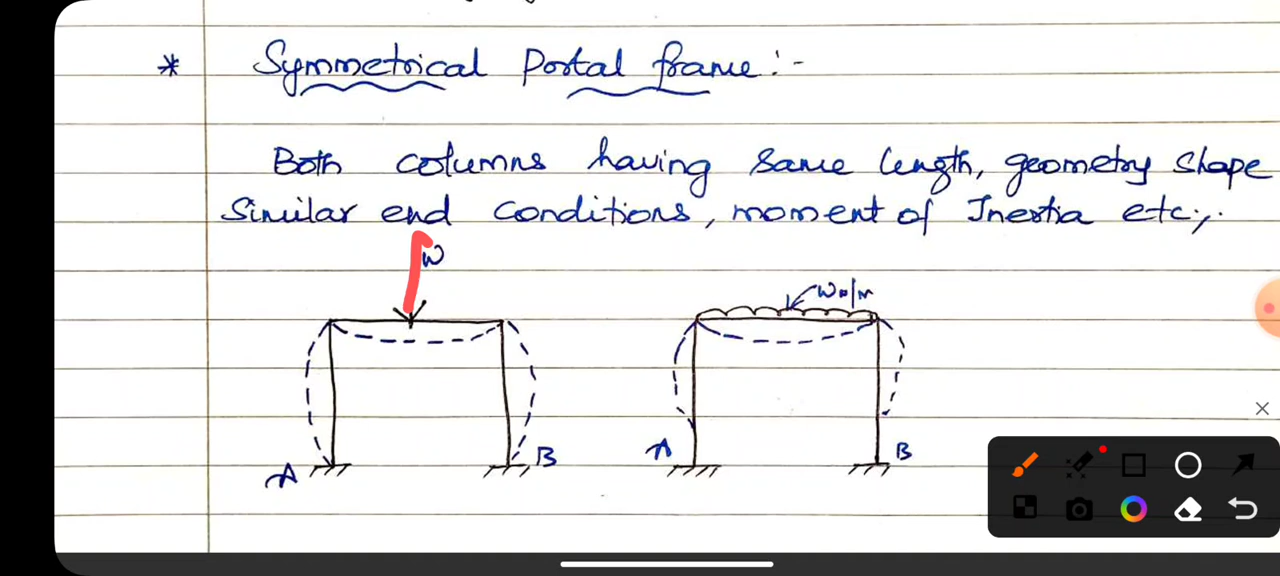 * Symmetrical Portal frame:-
Both columns having same length, geometry shape
similar end conditions, moment of Inertia etc.,
W
W n/m
A
B
A
B